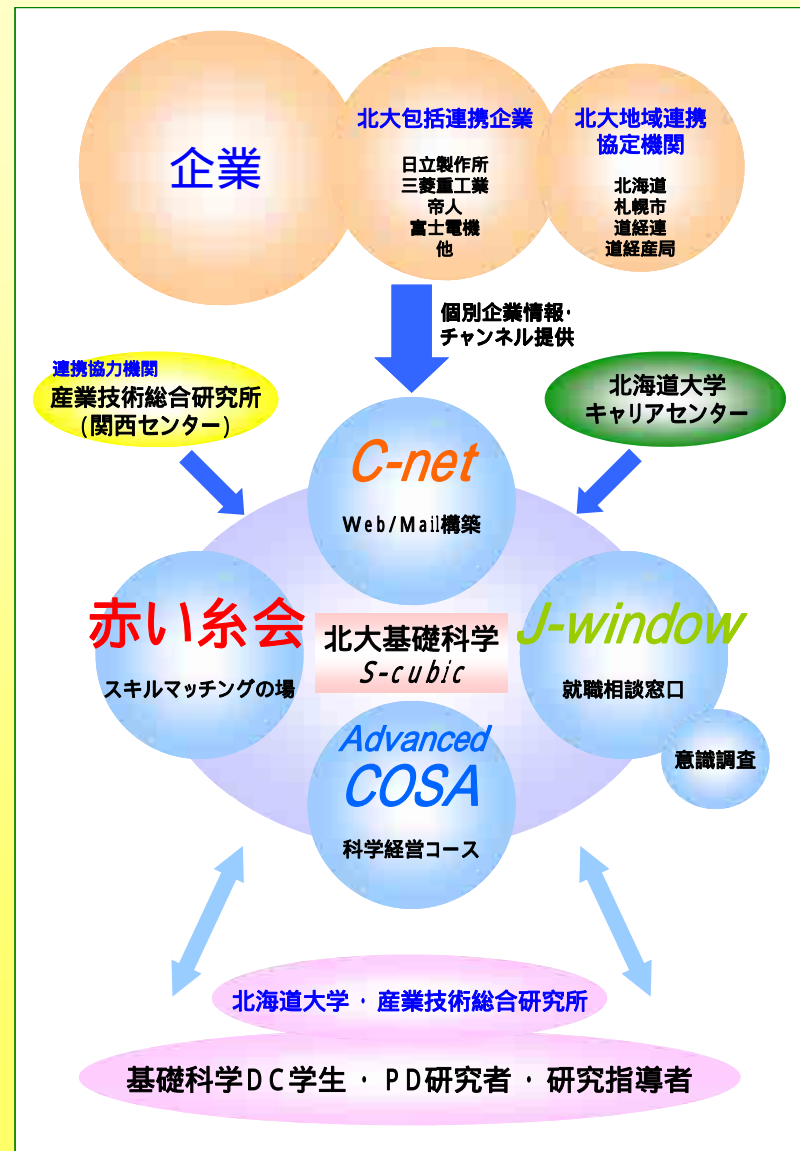 企業
北大包括連携企業
日立製作所
三菱重工業
帝人
富士電機
他
北大地域連携
協定機関
北海道
札幌市
道経連
道経産局
個別企業情報・
チャンネル提供
連携協力機関
産業技術総合研究所
(関西センター)
北海道大学
キャリアセンター
C-net
Web/Mail構築
赤い糸会
スキルマッチングの場
北大基礎科学
S-cubic
J-window
就職相談窓口
意識調査
Advanced
COSA
科学経営コース
北海道大学・産業技術総合研究所
基礎科学DC学生・PD研究者・研究指導者